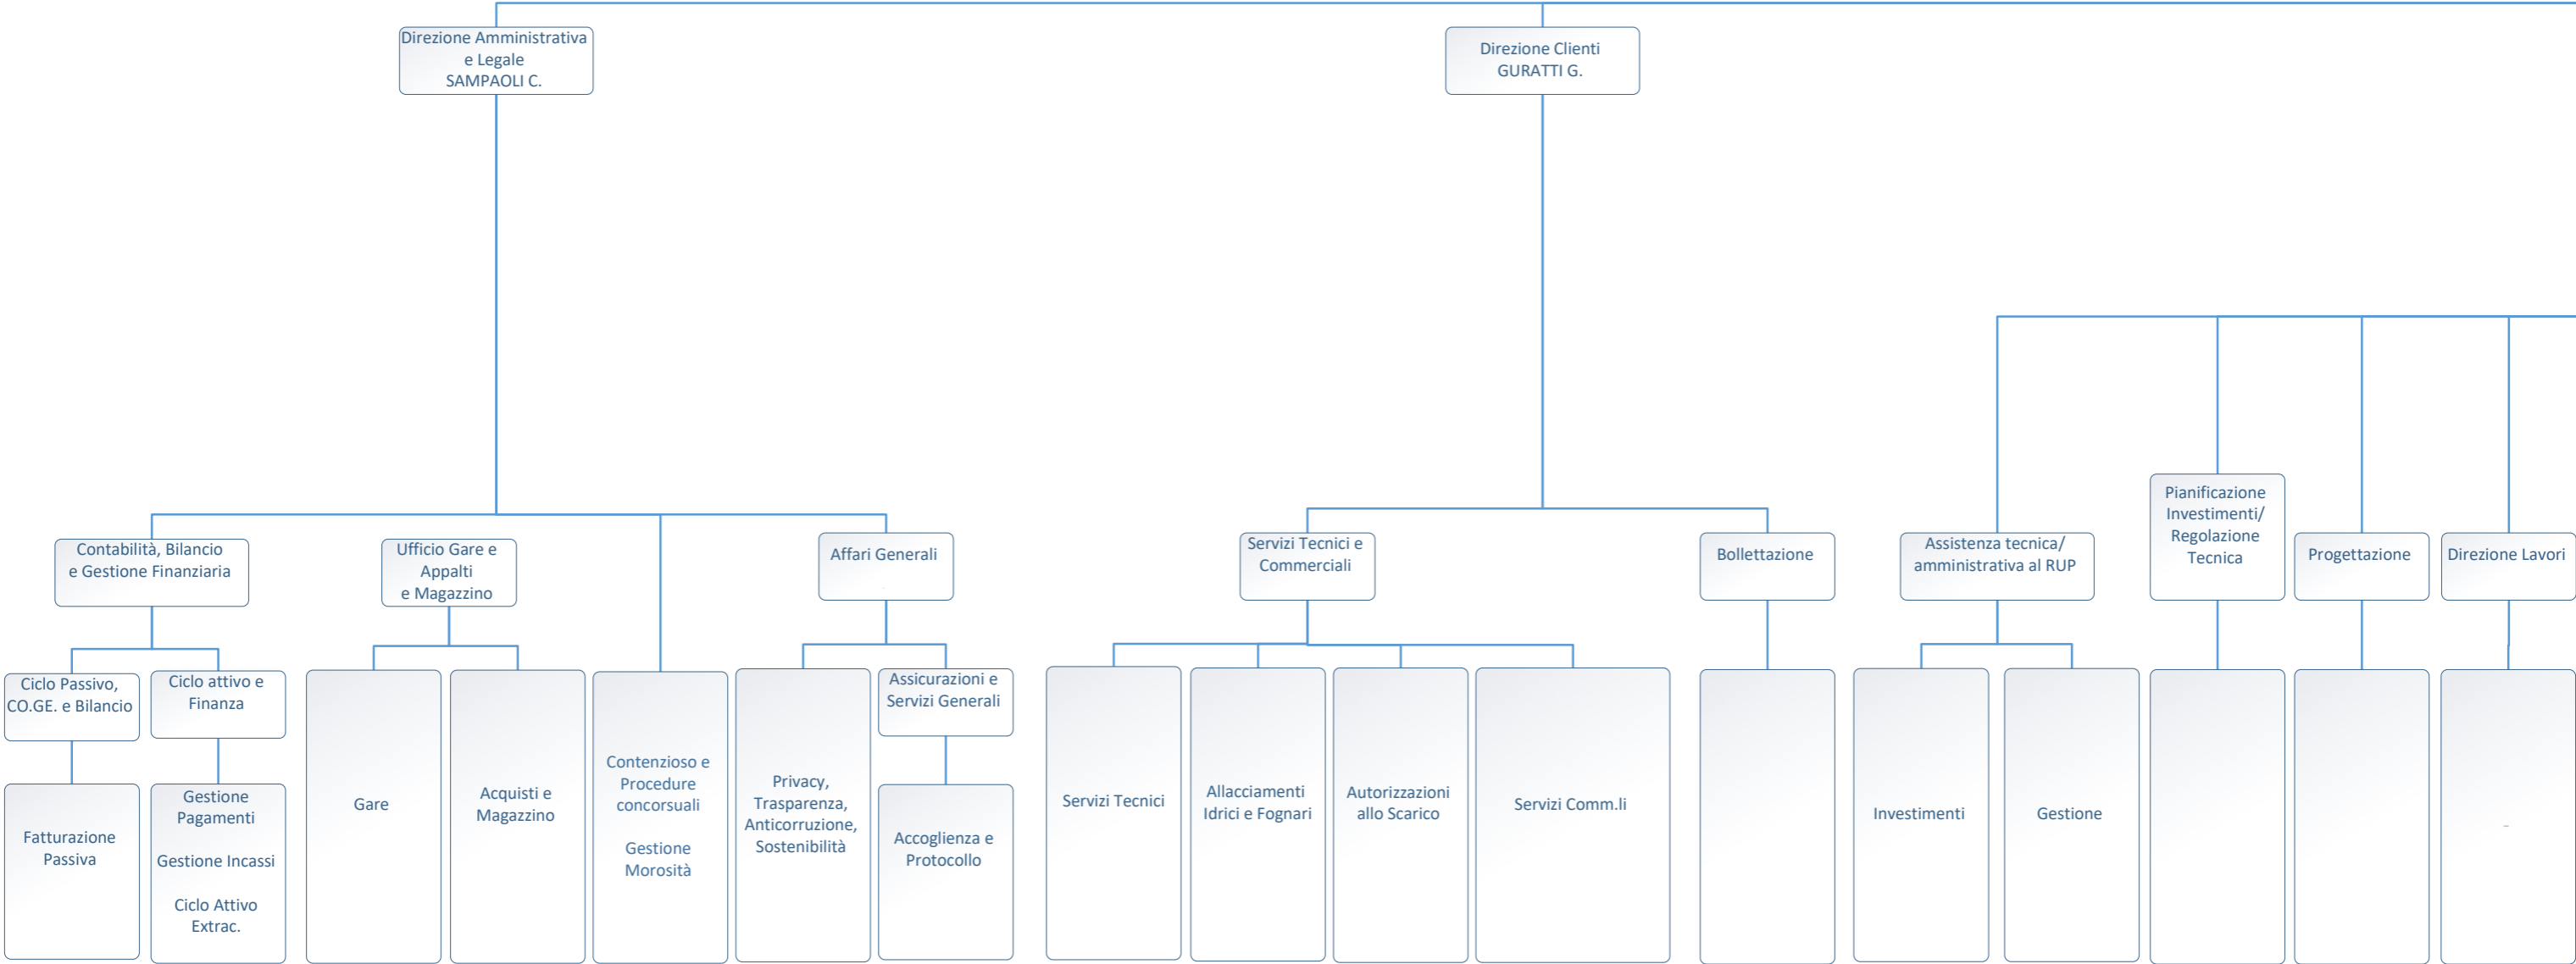 Direzione Amministrativa
e Legale
SAMPAOLI C.
Direzione Clienti
GURATTI G.
Contabilità, Bilancio
e Gestione Finanziaria
Ufficio Gare e
Appalti
e Magazzino
Affari Generali
Servizi Tecnici e
Commerciali
Bollettazione
Assistenza tecnica/
amministrativa al RUP
Pianificazione
Investimenti/
Regolazione
Tecnica
Progettazione
Direzione Lavori
Ciclo Passivo,
CO.GE. e Bilancio
Ciclo attivo e
Finanza
Gare
Acquisti e
Magazzino
Contenzioso e
Procedure
concorsuali
Gestione
Morosità
Privacy,
Trasparenza,
Anticorruzione,
Sostenibilità
Assicurazioni e
Servizi Generali
Servizi Tecnici
Allacciamenti
Idrici e Fognari
Autorizzazioni
allo Scarico
Servizi Comm.li
Investimenti
Gestione
Fatturazione
Passiva
Gestione
Pagamenti
Gestione Incassi
Ciclo Attivo
Extrac.
Accoglienza e
Protocollo